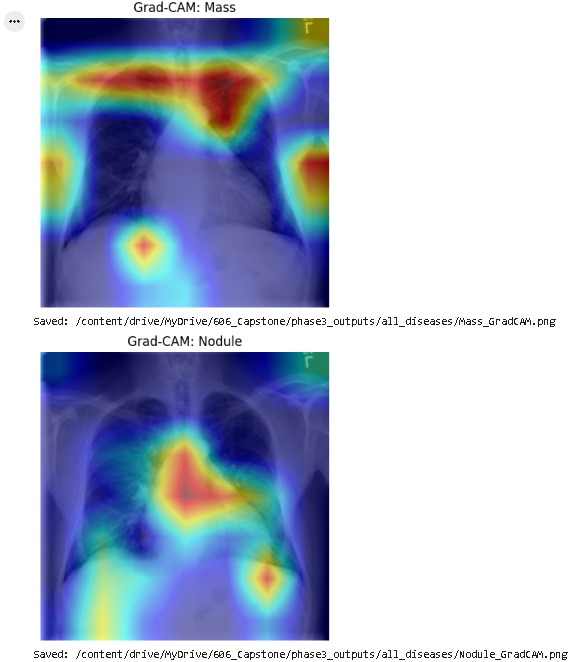 Grad-CAM: Mass
Saved: /content/drive/MyDrive/606_Capstone/phase3_outputs/all_diseases/Mass_GradCAM.png
Grad-CAM: Nodule
Saved: /content/drive/MyDrive/606_Capstone/phase3_outputs/all_diseases/Nodule_GradCAM.png